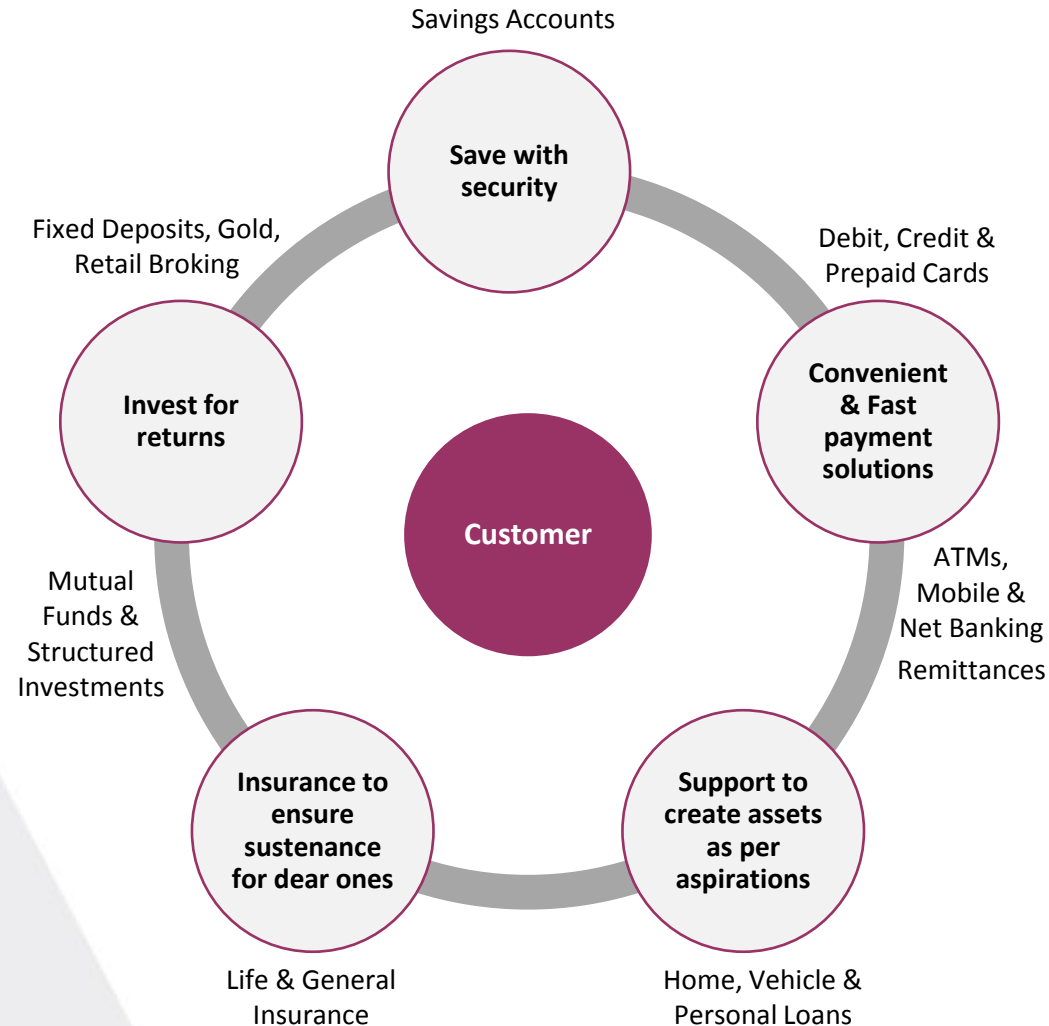 Savings Accounts
Save with
security
Debit, Credit &
Prepaid Cards
Convenient
& Fast
payment
solutions
ATMs,
Mobile &
Net Banking
Remittances
Support to
create assets
as per
aspirations
Home, Vehicle &
Personal Loans
Insurance to
ensure
sustenance
for dear ones
Life & General
Insurance
Mutual
Funds &
Structured
Investments
Invest for
returns
Fixed Deposits, Gold,
Retail Broking
Customer